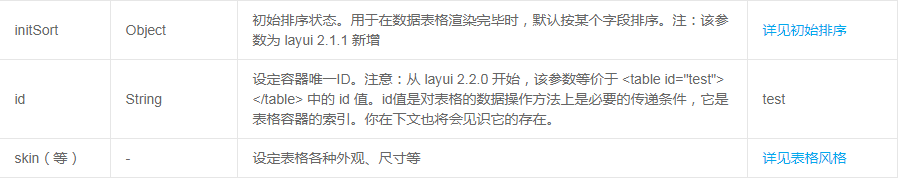 initSort Object 初始排序状态。用于在数据表格渲染完毕时，默认按某个字段排序。注：该参
数为 layui 2.1.1 新增 详见初始排序
id String 设定容器唯一ID。注意：从 layui 2.2.0 开始，该参数等价于 <table id="test">
</table> 中的 id 值。id值是对表格的数据操作方法上是必要的传递条件，它是 test
表格容器的索引。你在下文也将会见识它的存在。
skin（等） - 设定表格各种外观、尺寸等 详见表格风格